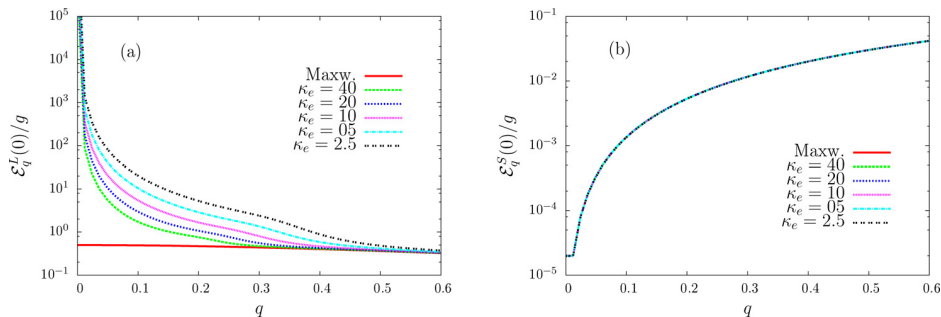 (a)
$\mathcal{E}_q^L(0)/g$
10^5
10^4
10^3
10^2
10^1
10^0
10^{-1}
Maxw.
κ_e = 40
κ_e = 20
κ_e = 10
κ_e = 05
κ_e = 2.5
0 0.1 0.2 0.3 0.4 0.5 0.6
q
(b)
$\mathcal{E}_q^S(0)/g$
10^{-1}
10^{-2}
10^{-3}
10^{-4}
10^{-5}
Maxw.
κ_e = 40
κ_e = 20
κ_e = 10
κ_e = 05
κ_e = 2.5
0 0.1 0.2 0.3 0.4 0.5 0.6
q